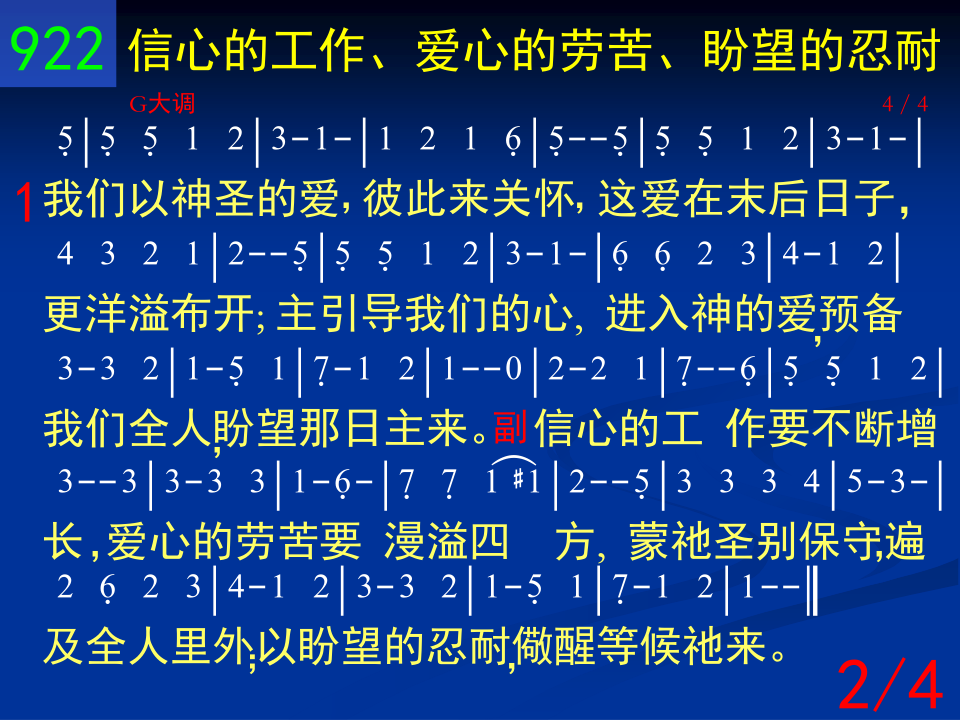 922 信心的工作、爱心的劳苦、盼望的忍耐
G大调 4/4
5̣|5̣ 5̣ 1 2|3-1-|1 2 1 6̣|5̣--5̣|5̣ 5̣ 1 2|3-1-|
1我们以神圣的爱,彼此来关怀,这爱在末后日子,
4 3 2 1|2--5̣|5̣ 5̣ 1 2|3-1-|6̣ 6̣ 2 3|4-1 2|
更洋溢布开;主引导我们的心,进入神的爱,预备
3-3 2|1-5̣ 1|7̣-1 2|1--0|2-2 1|7̣--6̣|5̣ 5̣ 1 2|
我们全人,盼望那日主来。副信心的工 作要不断增
3--3|3-3 3|1-6̣-|7̣ 7̣ 1 #1|2--5̣|3 3 3 4|5-3-|
长,爱心的劳苦要 漫溢四 方,蒙祂圣别保守,遍
2 6̣ 2 3|4-1 2|3-3 2|1-5̣ 1|7̣-1 2|1--‖
及全人里外;以盼望的忍耐,儆醒等候祂来。
2/4